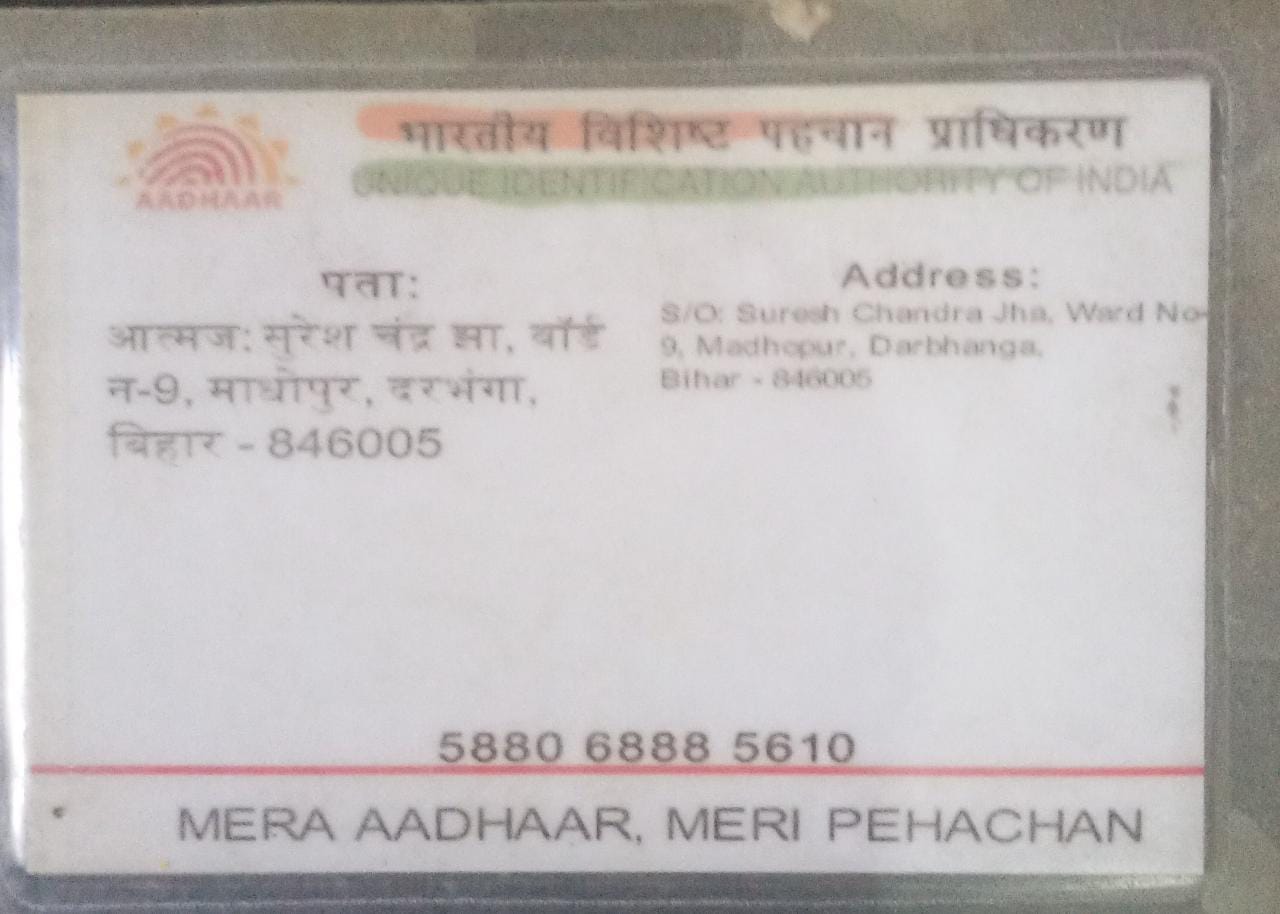 AADHAAR
भारतीय विशिष्ट पहचान प्राधिकरण
UNIQUE IDENTIFICATION AUTHORITY OF INDIA
पता:
आत्मज: सुरेश चंद्र झा, वॉर्ड
न-9, माधोपुर, दरभंगा,
बिहार - 846005
Address:
S/O: Suresh Chandra Jha, Ward No-
9, Madhopur, Darbhanga,
Bihar - 846005
5880 6888 5610
MERA AADHAAR, MERI PEHACHAN